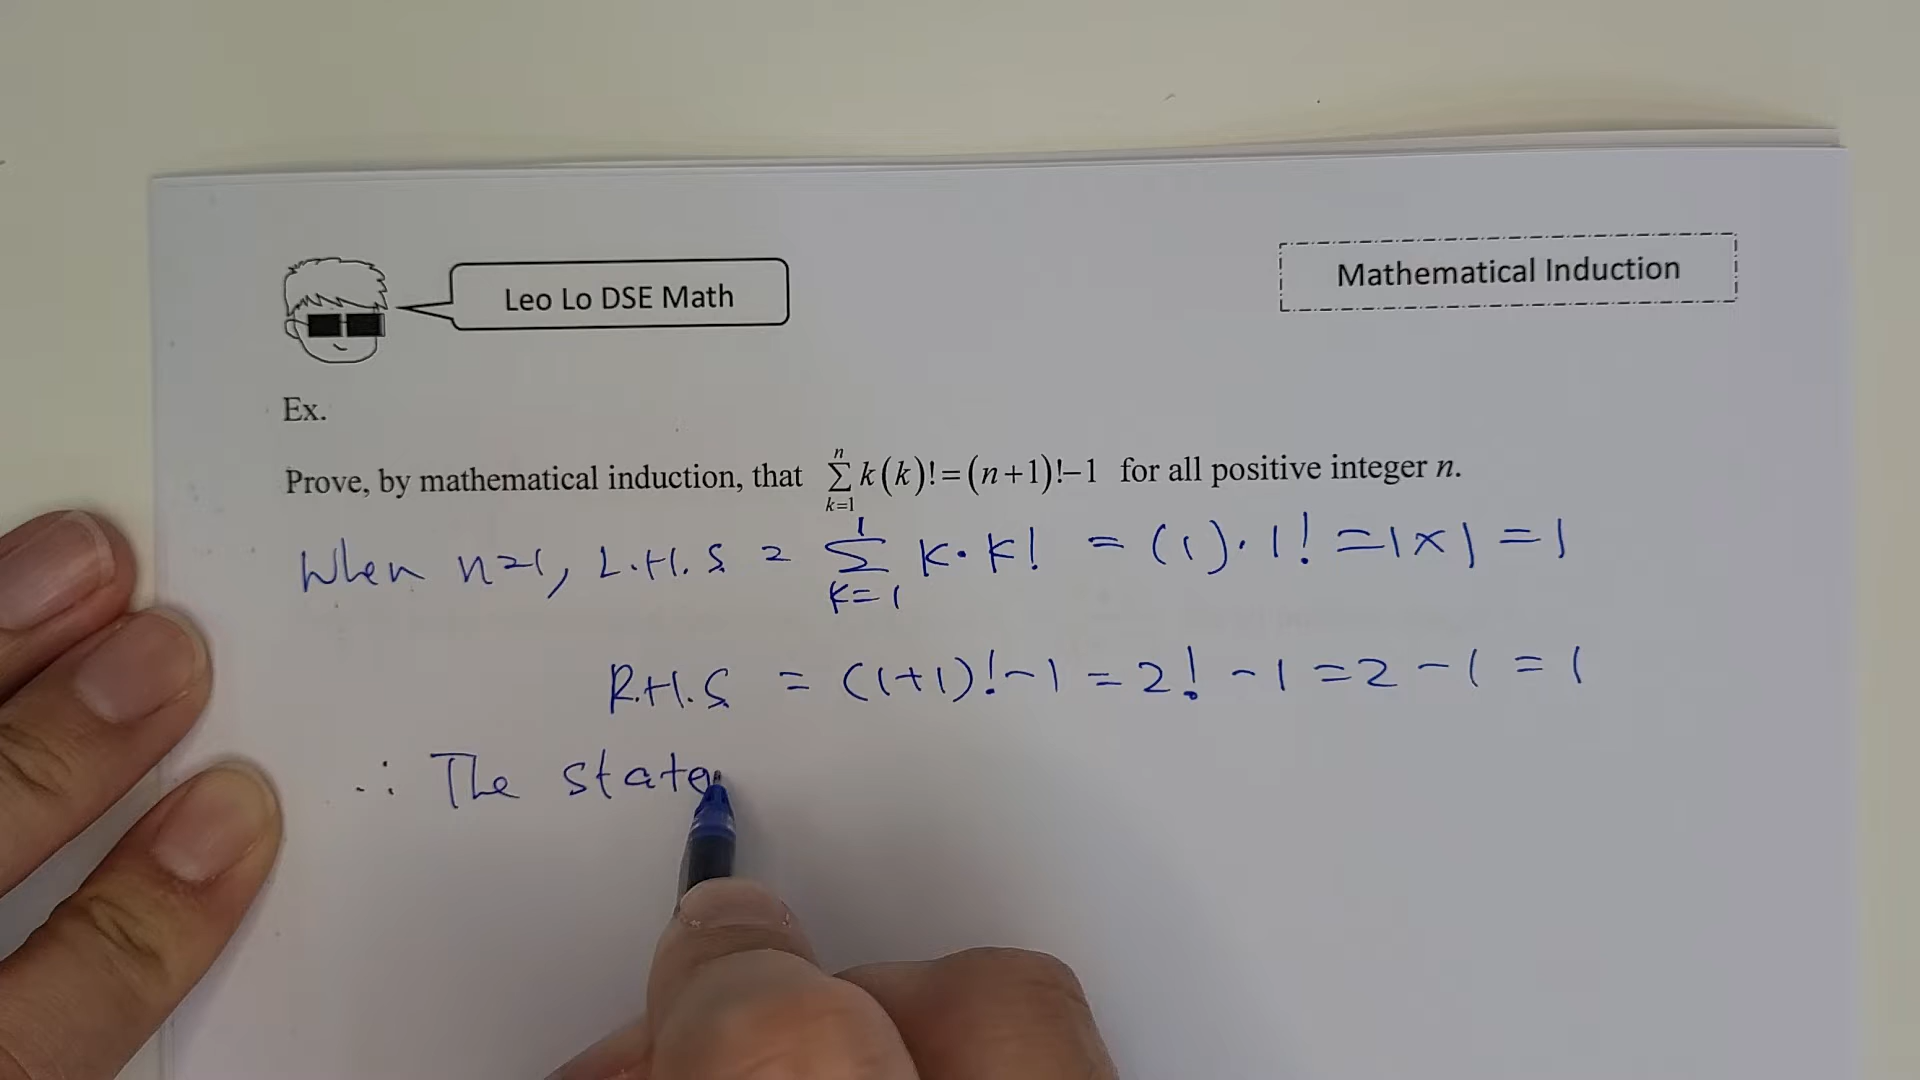 Leo Lo DSE Math
Mathematical Induction
Ex.
Prove, by mathematical induction, that \sum_{k=1}^{n} k(k)!=(n+1)!−1 for all positive integer n.
When n=1, L.H.S = \sum_{k=1}^{1} k·k! = (1)·1! =1×1 =1
R.H.S = (1+1)!−1 = 2! −1 =2 −1 =1
∴ The state